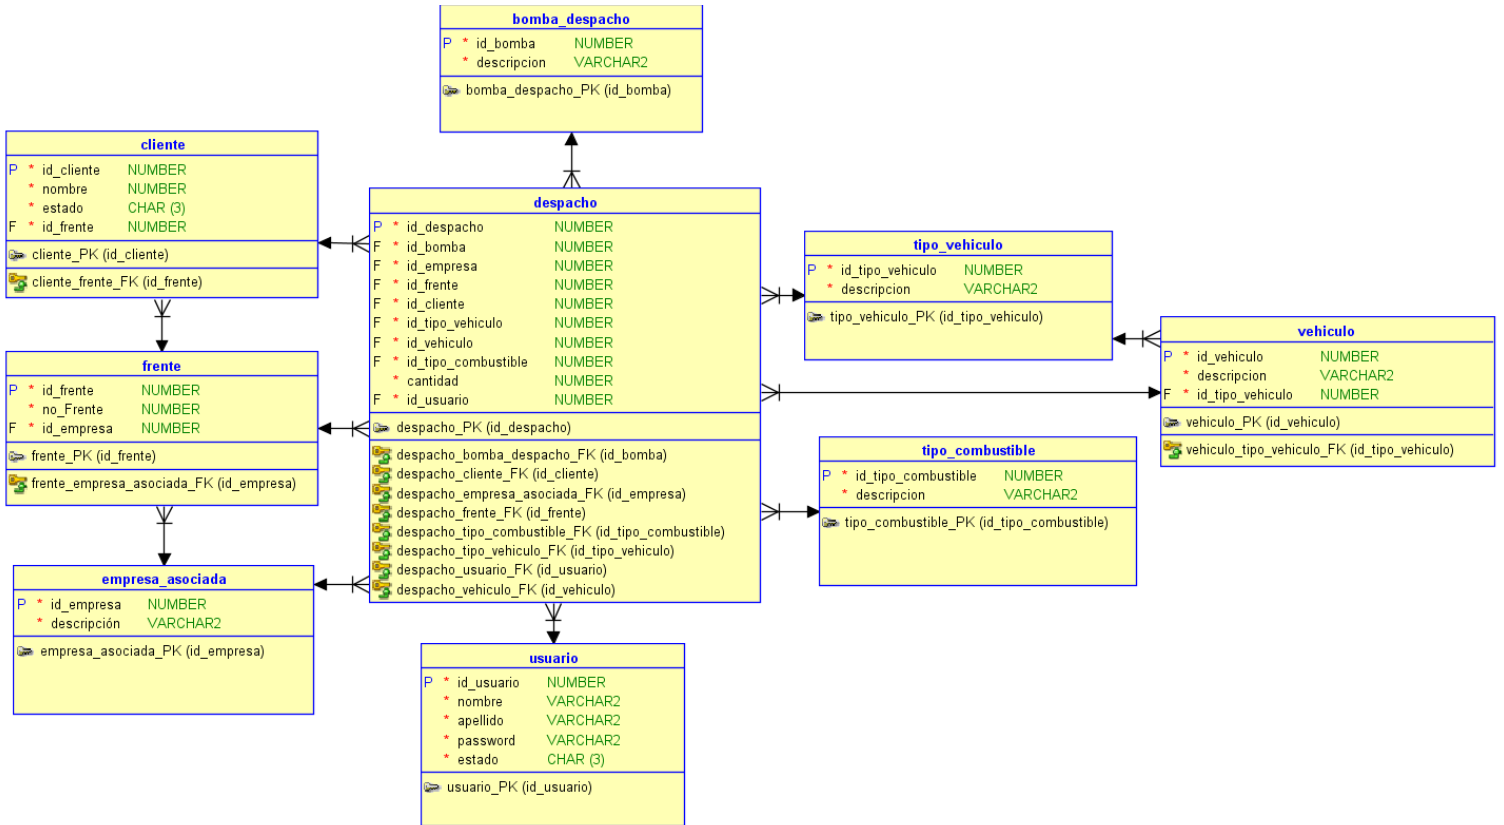 bomba_despacho
P * id_bomba NUMBER
* descripcion VARCHAR2
bomba_despacho_PK (id_bomba)
cliente
P * id_cliente NUMBER
* nombre NUMBER
* estado CHAR (3)
F * id_frente NUMBER
cliente_PK (id_cliente)
cliente_frente_FK (id_frente)
frente
P * id_frente NUMBER
* no_Frente NUMBER
F * id_empresa NUMBER
frente_PK (id_frente)
frente_empresa_asociada_FK (id_empresa)
empresa_asociada
P * id_empresa NUMBER
* descripción VARCHAR2
empresa_asociada_PK (id_empresa)
despacho
P * id_despacho NUMBER
F * id_bomba NUMBER
F * id_empresa NUMBER
F * id_frente NUMBER
F * id_cliente NUMBER
F * id_tipo_vehiculo NUMBER
F * id_vehiculo NUMBER
F * id_tipo_combustible NUMBER
* cantidad NUMBER
F * id_usuario NUMBER
despacho_PK (id_despacho)
despacho_bomba_despacho_FK (id_bomba)
despacho_cliente_FK (id_cliente)
despacho_empresa_asociada_FK (id_empresa)
despacho_frente_FK (id_frente)
despacho_tipo_combustible_FK (id_tipo_combustible)
despacho_tipo_vehiculo_FK (id_tipo_vehiculo)
despacho_usuario_FK (id_usuario)
despacho_vehiculo_FK (id_vehiculo)
usuario
P * id_usuario NUMBER
* nombre VARCHAR2
* apellido VARCHAR2
* password VARCHAR2
* estado CHAR (3)
usuario_PK (id_usuario)
tipo_vehiculo
P * id_tipo_vehiculo NUMBER
* descripcion VARCHAR2
tipo_vehiculo_PK (id_tipo_vehiculo)
vehiculo
P * id_vehiculo NUMBER
* descripcion VARCHAR2
F * id_tipo_vehiculo NUMBER
vehiculo_PK (id_vehiculo)
vehiculo_tipo_vehiculo_FK (id_tipo_vehiculo)
tipo_combustible
P * id_tipo_combustible NUMBER
* descripcion VARCHAR2
tipo_combustible_PK (id_tipo_combustible)